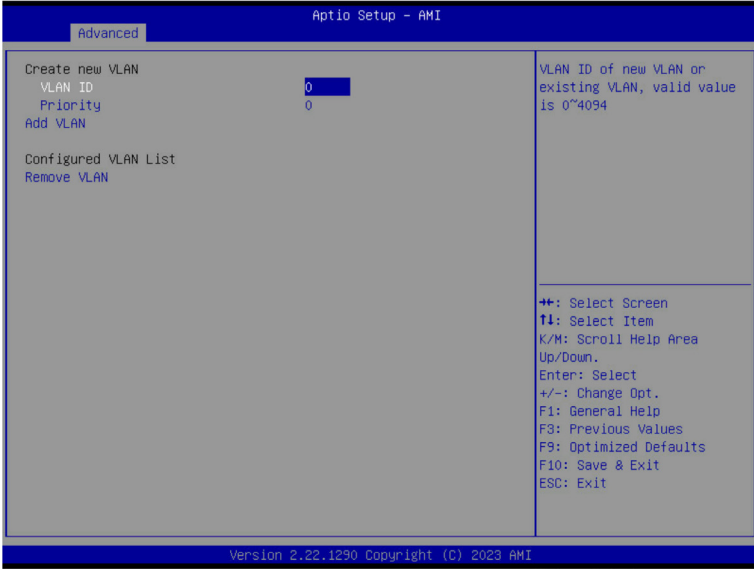 Aptio Setup – AMI
Advanced
Create new VLAN
VLAN ID 0
Priority 0
Add VLAN
Configured VLAN List
Remove VLAN
VLAN ID of new VLAN or
existing VLAN, valid value
is 0~4094
→←: Select Screen
↑↓: Select Item
K/M: Scroll Help Area
Up/Down.
Enter: Select
+/-: Change Opt.
F1: General Help
F3: Previous Values
F9: Optimized Defaults
F10: Save & Exit
ESC: Exit
Version 2.22.1290 Copyright (C) 2023 AMI